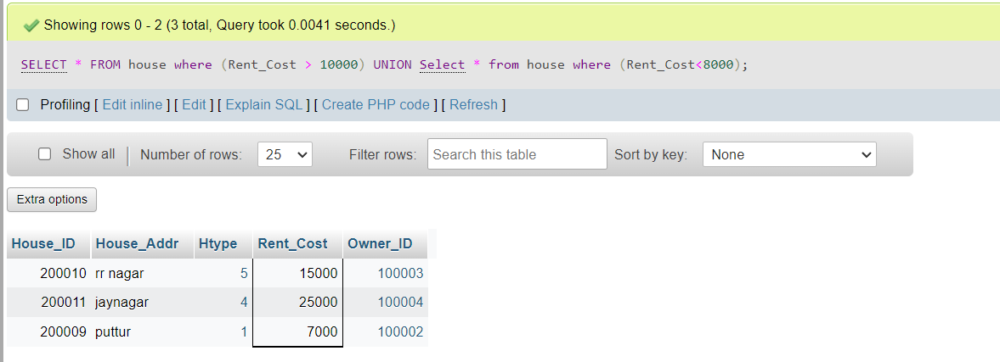 Showing rows 0 - 2 (3 total, Query took 0.0041 seconds.)
SELECT * FROM house where (Rent_Cost > 10000) UNION Select * from house where (Rent_Cost<8000);
Profiling [ Edit inline ] [ Edit ] [ Explain SQL ] [ Create PHP code ] [ Refresh ]
Show all | Number of rows: 25 Filter rows: Search this table Sort by key: None
Extra options
House_ID House_Addr Htype Rent_Cost Owner_ID
200010 rr nagar 5 15000 100003
200011 jaynagar 4 25000 100004
200009 puttur 1 7000 100002